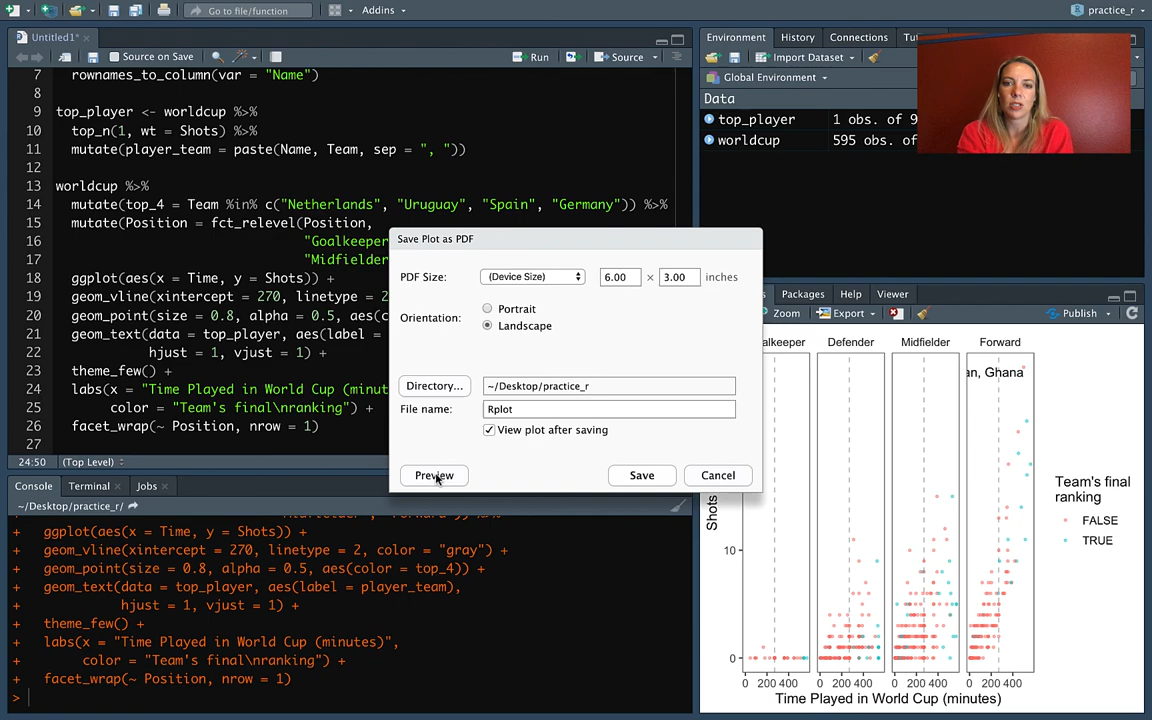 Go to file/function
Addins
practice_r
Untitled1*
Source on Save
Run
Source
7 rownames_to_column(var = "Name")
8
9 top_player <- worldcup %>%
10 top_n(1, wt = Shots) %>%
11 mutate(player_team = paste(Name, Team, sep = ", "))
12
13 worldcup %>%
14 mutate(top_4 = Team %in% c("Netherlands", "Uruguay", "Spain", "Germany")) %>%
15 mutate(Position = fct_relevel(Position,
16 "Goalkeeper
17 "Midfielder
18 ggplot(aes(x = Time, y = Shots)) +
19 geom_vline(xintercept = 270, linetype = 2
20 geom_point(size = 0.8, alpha = 0.5, aes(c
21 geom_text(data = top_player, aes(label =
22 hjust = 1, vjust = 1) +
23 theme_few() +
24 labs(x = "Time Played in World Cup (minut
25 color = "Team's final\nranking") +
26 facet_wrap(~ Position, nrow = 1)
27
24:50 (Top Level)
Console Terminal Jobs
~/Desktop/practice_r/
+ ggplot(aes(x = Time, y = Shots)) +
+ geom_vline(xintercept = 270, linetype = 2, color = "gray") +
+ geom_point(size = 0.8, alpha = 0.5, aes(color = top_4)) +
+ geom_text(data = top_player, aes(label = player_team),
+ hjust = 1, vjust = 1) +
+ theme_few() +
+ labs(x = "Time Played in World Cup (minutes)",
+ color = "Team's final\nranking") +
+ facet_wrap(~ Position, nrow = 1)
>
Save Plot as PDF
PDF Size: (Device Size) 6.00 × 3.00 inches
Orientation:
Portrait
Landscape
Directory... ~/Desktop/practice_r
File name: Rplot
View plot after saving
Preview Save Cancel
Environment History Connections Tu
Import Dataset
Global Environment
Data
top_player 1 obs. of 9
worldcup 595 obs. of
s Packages Help Viewer
Zoom Export Publish
alkeeper Defender Midfielder Forward
an, Ghana
Shots
10
0
0 200 400 0 200 400 0 200 400 0 200 400
Time Played in World Cup (minutes)
Team's final
ranking
FALSE
TRUE